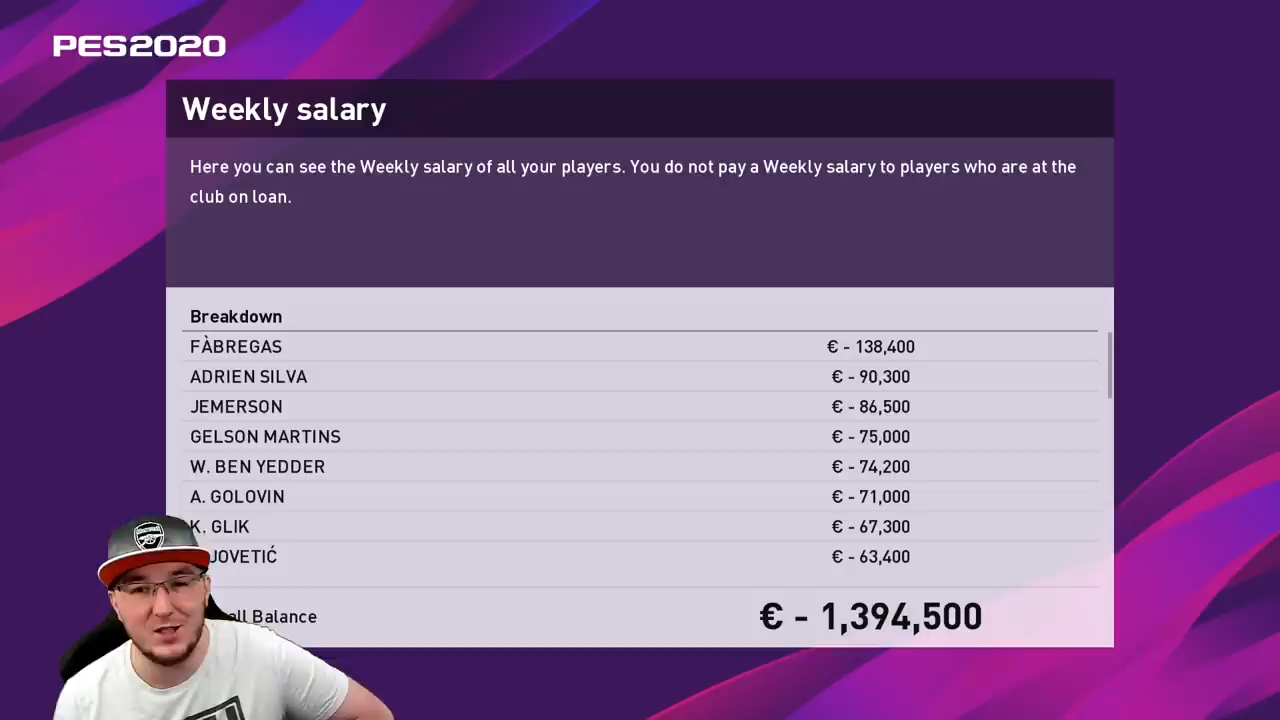 PES2020
Weekly salary
Here you can see the Weekly salary of all your players. You do not pay a Weekly salary to players who are at the
club on loan.
Breakdown
FÀBREGAS € - 138,400
ADRIEN SILVA € - 90,300
JEMERSON € - 86,500
GELSON MARTINS € - 75,000
W. BEN YEDDER € - 74,200
A. GOLOVIN € - 71,000
K. GLIK € - 67,300
JOVETIĆ € - 63,400
Balance € - 1,394,500